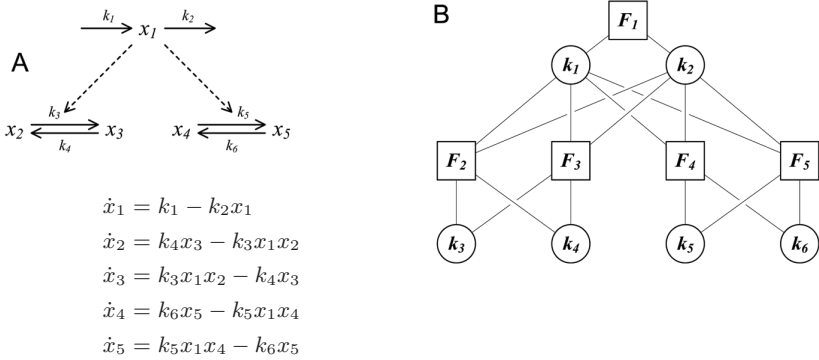 A
k₁ x₁ k₂
k₃ k₅
x₂ x₃ x₄ x₅
k₄ k₆
ẋ₁ = k₁ − k₂x₁
ẋ₂ = k₄x₃ − k₃x₁x₂
ẋ₃ = k₃x₁x₂ − k₄x₃
ẋ₄ = k₆x₅ − k₅x₁x₄
ẋ₅ = k₅x₁x₄ − k₆x₅
B
F₁
k₁ k₂
F₂ F₃ F₄ F₅
k₃ k₄ k₅ k₆